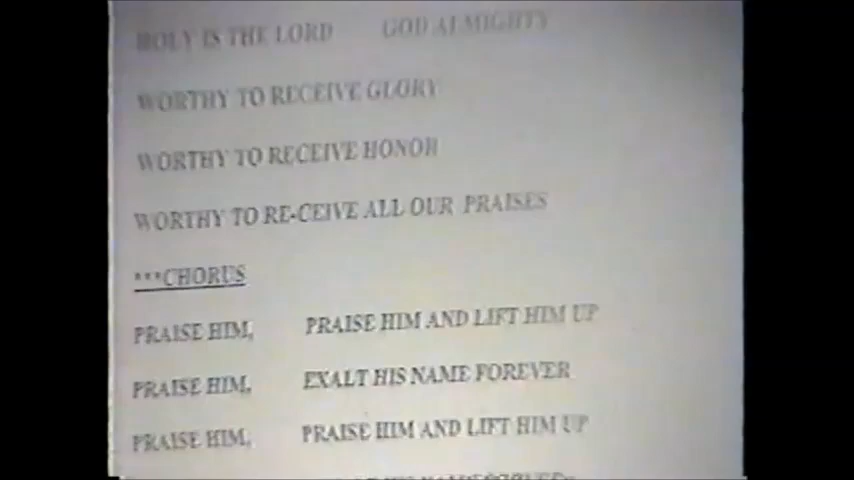 HOLY IS THE LORD GOD ALMIGHTY
WORTHY TO RECEIVE GLORY
WORTHY TO RECEIVE HONOR
WORTHY TO RE-CEIVE ALL OUR PRAISES
***CHORUS
PRAISE HIM, PRAISE HIM AND LIFT HIM UP
PRAISE HIM, EXALT HIS NAME FOREVER
PRAISE HIM, PRAISE HIM AND LIFT HIM UP